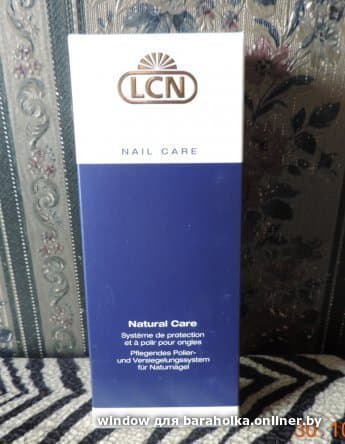 LCN
NAIL CARE
Natural Care
Système de protection
et à polir pour ongles
Pflegendes Polier-
und Versiegelungssystem
für Naturnägel
window для baraholka.onliner.by